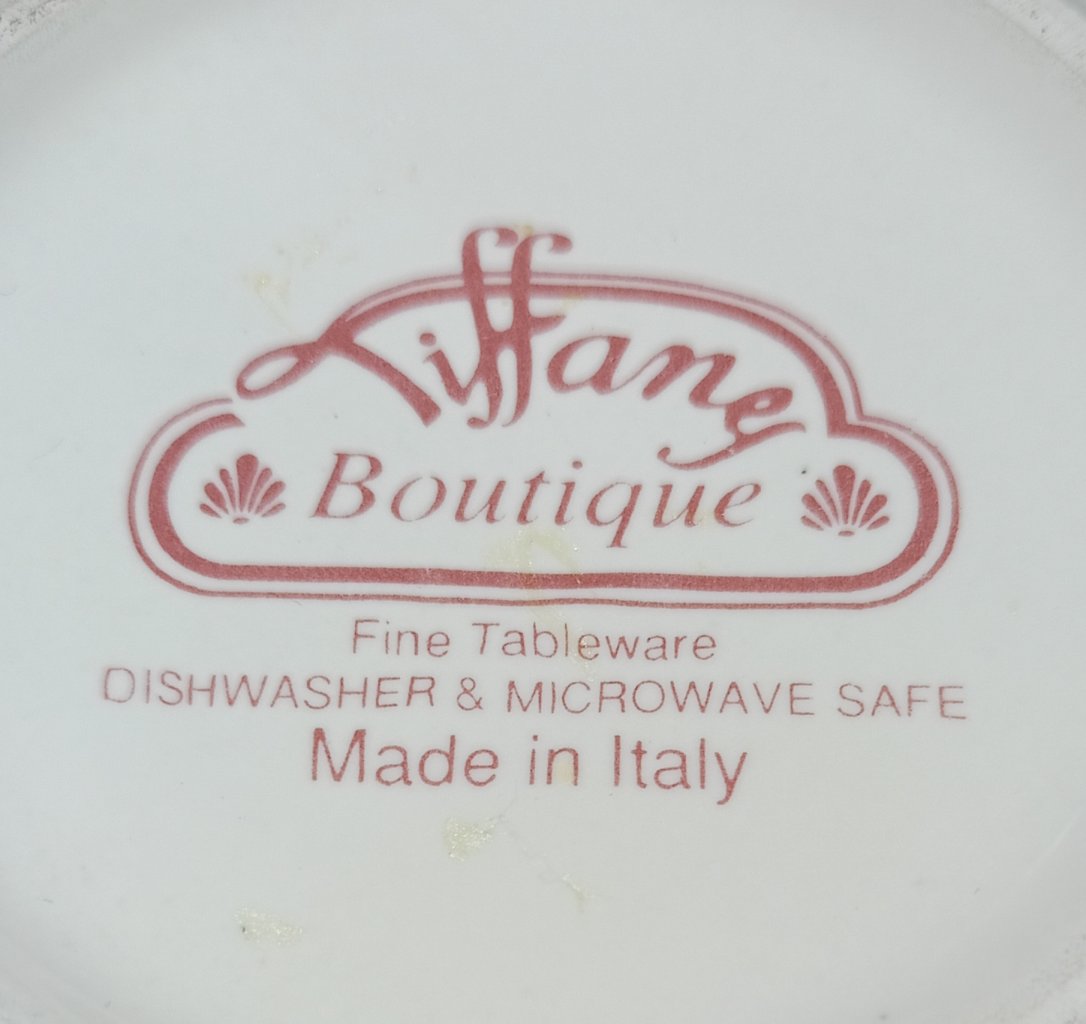 Tiffany
Boutique
Fine Tableware
DISHWASHER & MICROWAVE SAFE
Made in Italy